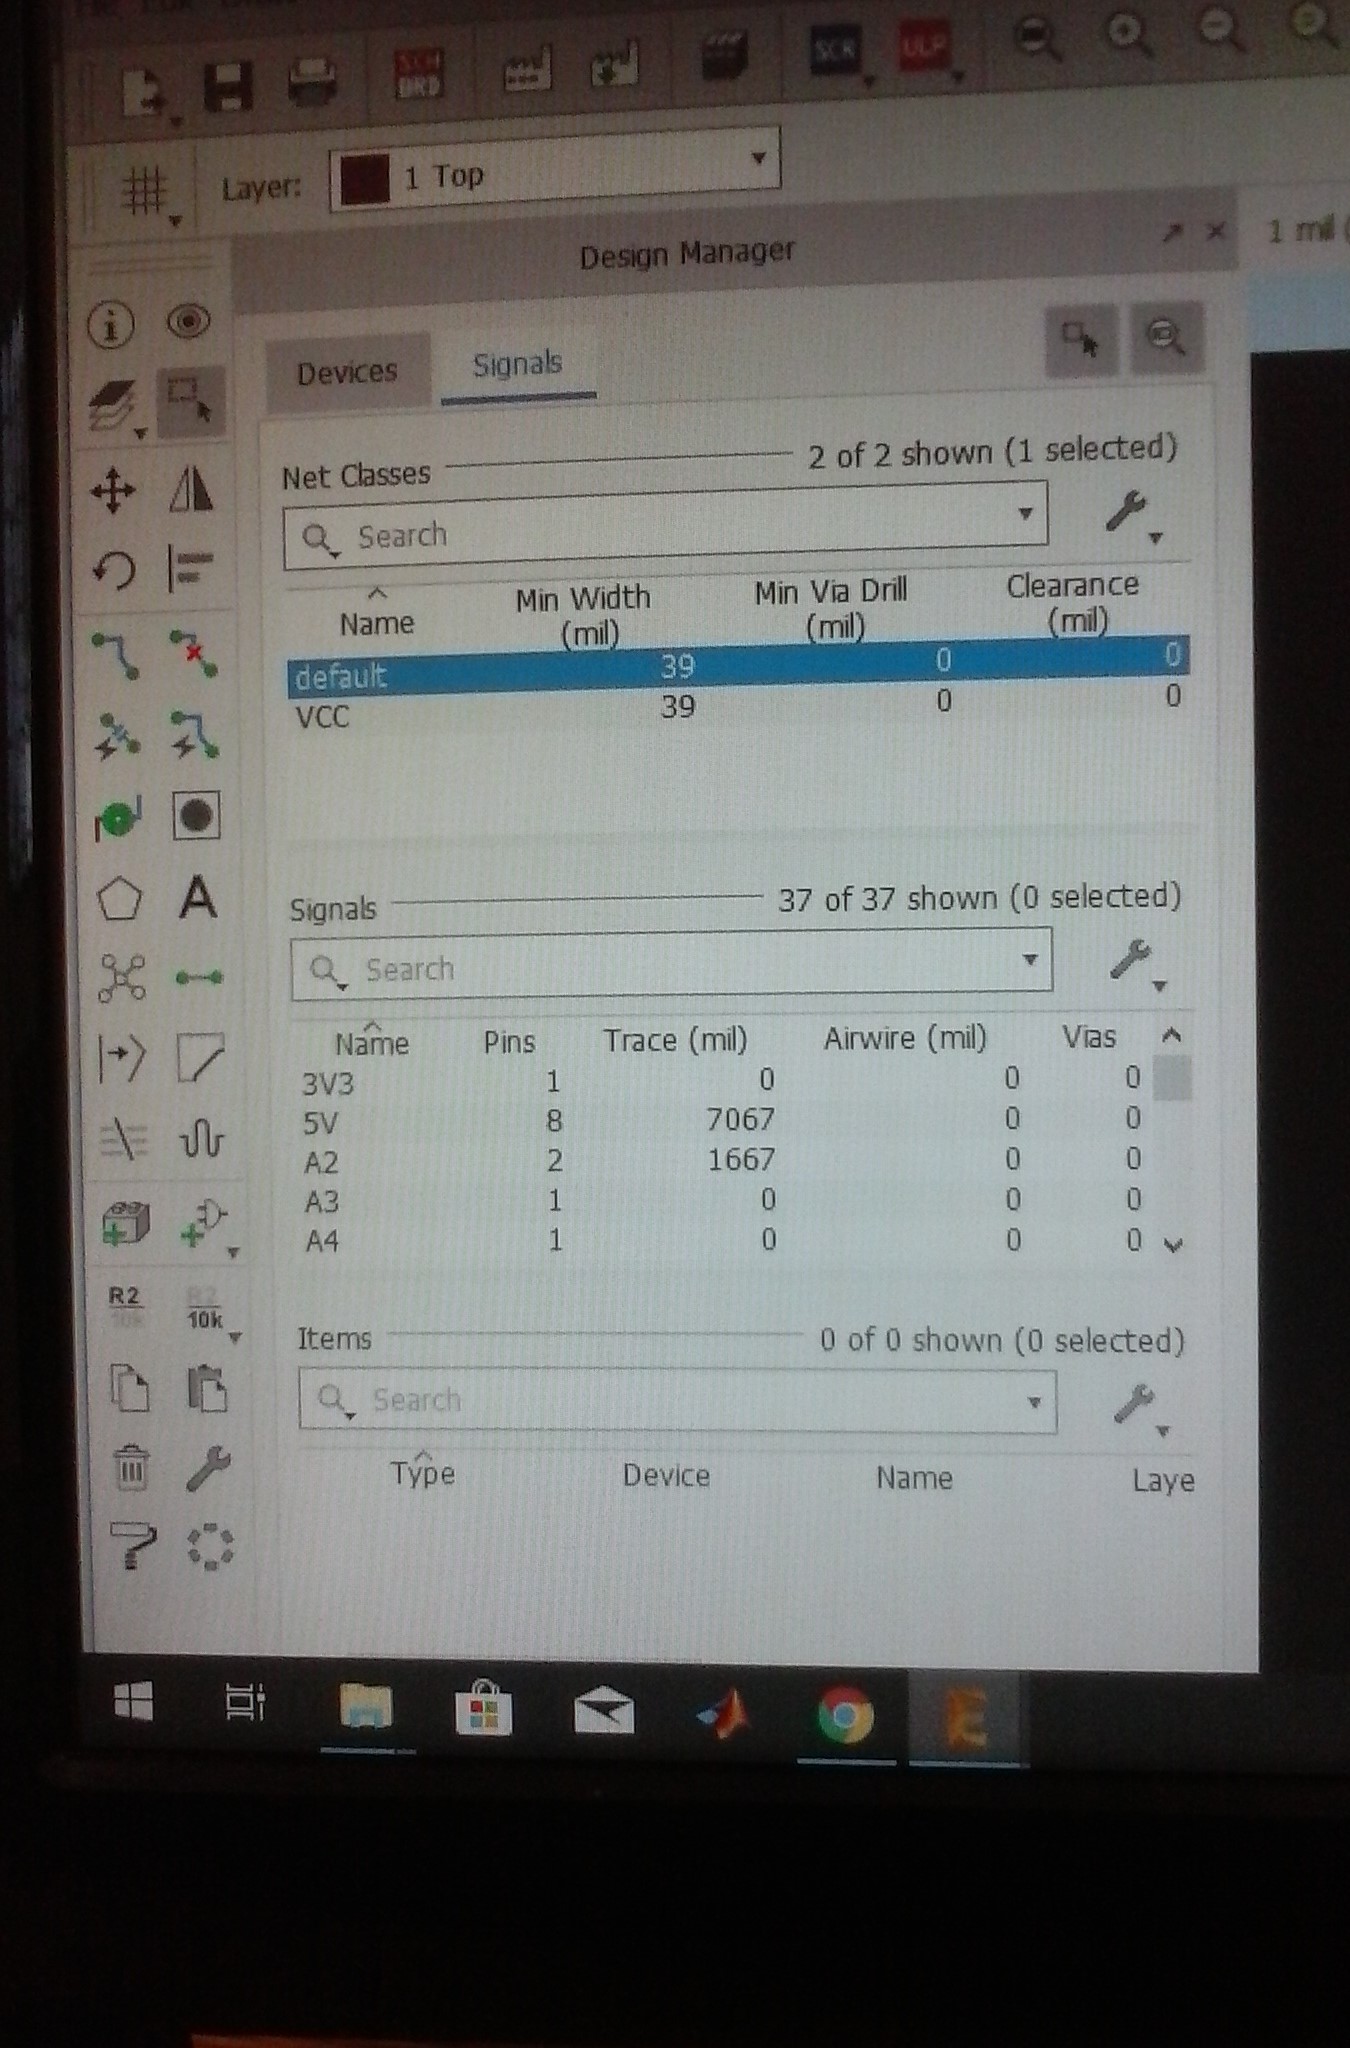 SCH
BRD
SCR
ULP
Layer:
1 Top
Design Manager
1 mil (
Devices
Signals
Net Classes
2 of 2 shown (1 selected)
Search
Name
Min Width
(mil)
Min Via Drill
(mil)
Clearance
(mil)
default 39 0 0
VCC 39 0 0
Signals
37 of 37 shown (0 selected)
Search
Name Pins Trace (mil) Airwire (mil) Vias
3V3 1 0 0 0
5V 8 7067 0 0
A2 2 1667 0 0
A3 1 0 0 0
A4 1 0 0 0
Items
0 of 0 shown (0 selected)
Search
Type Device Name Laye
A
R2
10k
R2
10k